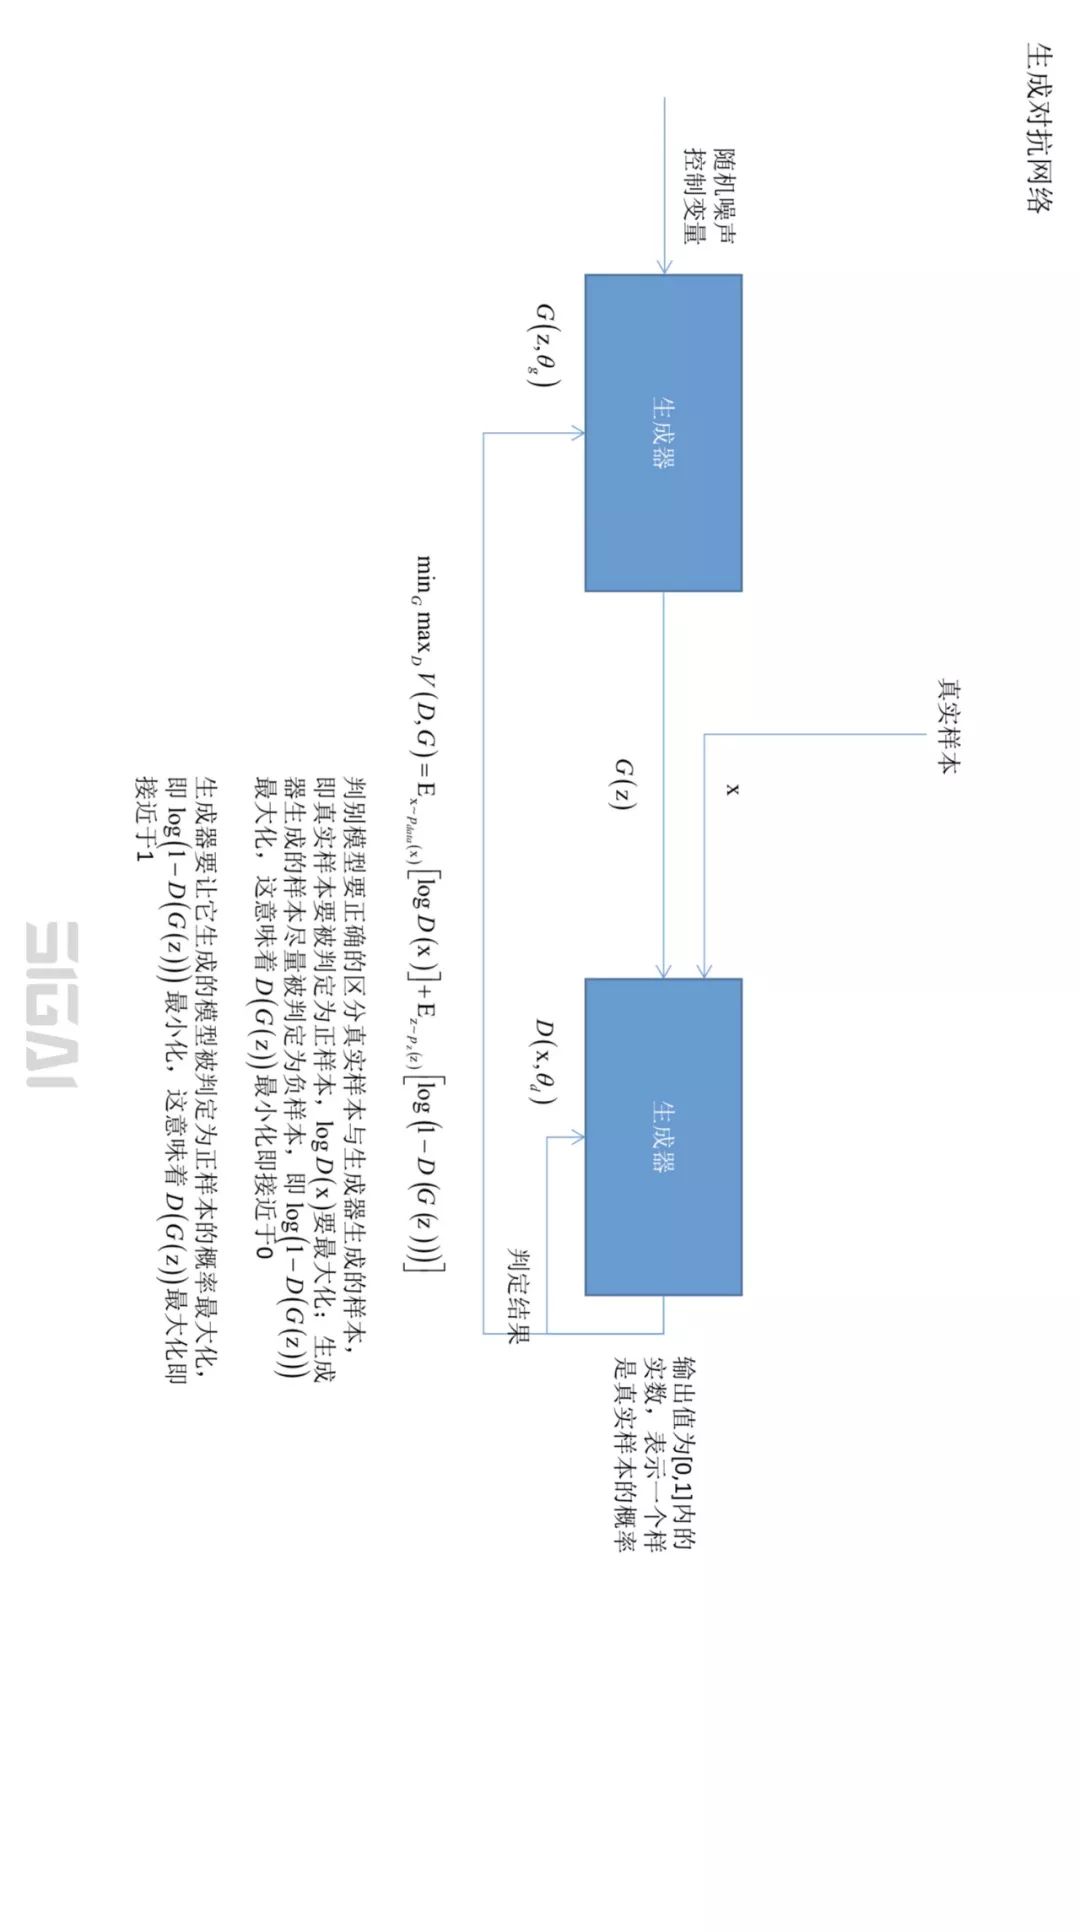 生成对抗网络
真实样本
随机噪声
控制变量
x
生成器
G(z)
生成器
输出值为[0,1]内的
实数，表示一个样
是真实样本的概率
G(z,θ_g)
D(x,θ_d)
判定结果
min_G max_D V(D,G)=E_{x~p_data(x)}[log D(x)]+E_{z~p_z(z)}[log(1−D(G(z)))]
判别模型要正确的区分真实样本与生成器生成的样本，
即真实样本要被判定为正样本，log D(x)要最大化；生成
器生成的样本尽量被判定为负样本，即 log(1−D(G(z)))
最大化，这意味着 D(G(z))最小化即接近于0
生成器要让它生成的模型被判定为正样本的概率最大化，
即 log(1−D(G(z))) 最小化，这意味着 D(G(z))最大化即
接近于1
SIGAI